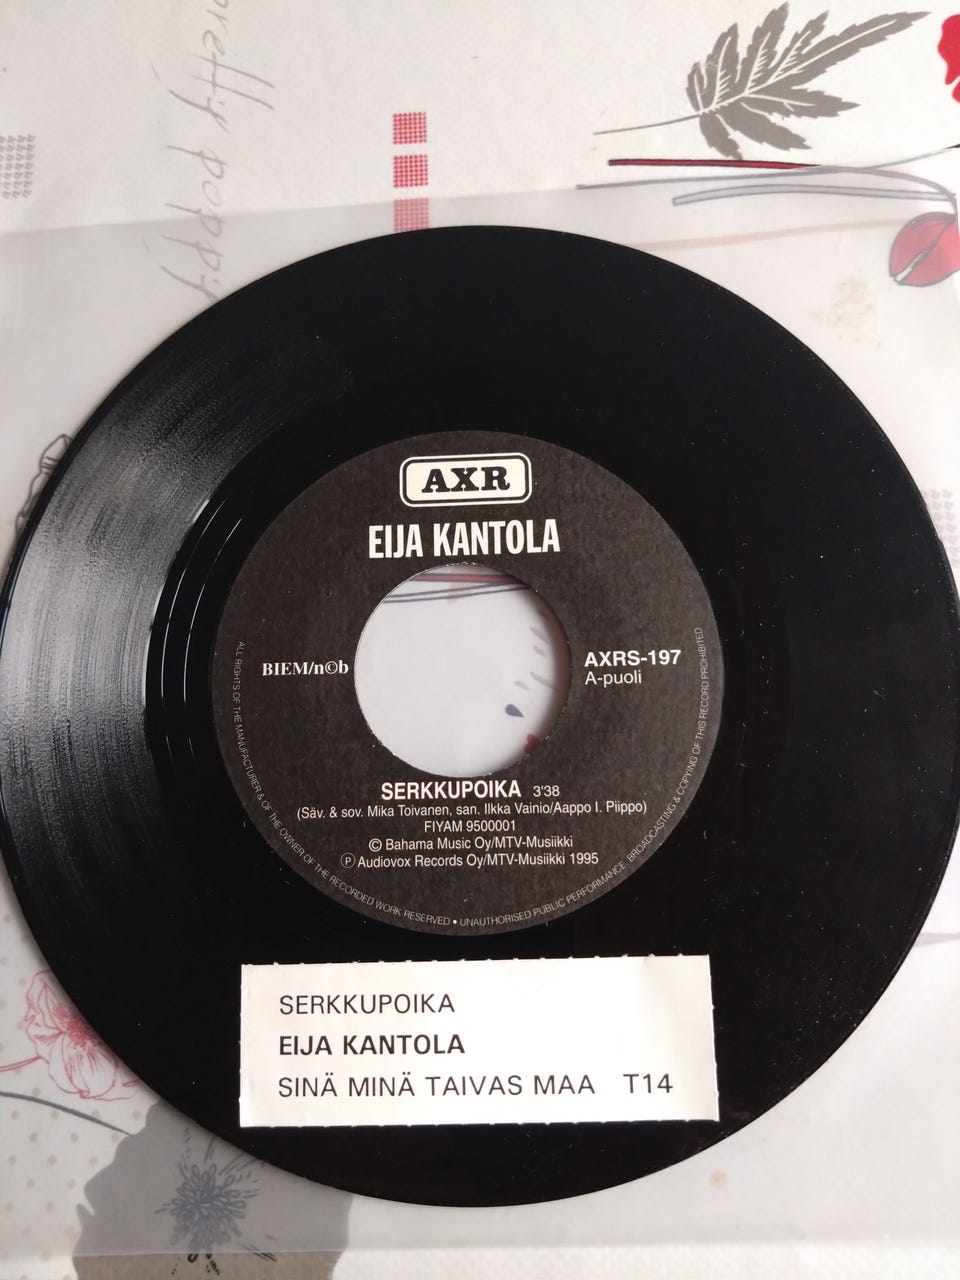 pretty poppy
AXR
EIJA KANTOLA
BIEM/n©b
AXRS-197
A-puoli
SERKKUPOIKA 3'38
(Säv. & sov. Mika Toivanen, san. Ilkka Vainio/Aappo I. Piippo)
FIYAM 9500001
© Bahama Music Oy/MTV-Musiikki
Ⓟ Audiovox Records Oy/MTV-Musiikki 1995
ALL RIGHTS OF THE MANUFACTURER & OF THE OWNER OF THE RECORDED WORK RESERVED • UNAUTHORISED PUBLIC PERFORMANCE, BROADCASTING & COPYING OF THIS RECORD PROHIBITED
SERKKUPOIKA
EIJA KANTOLA
SINÄ MINÄ TAIVAS MAA T14